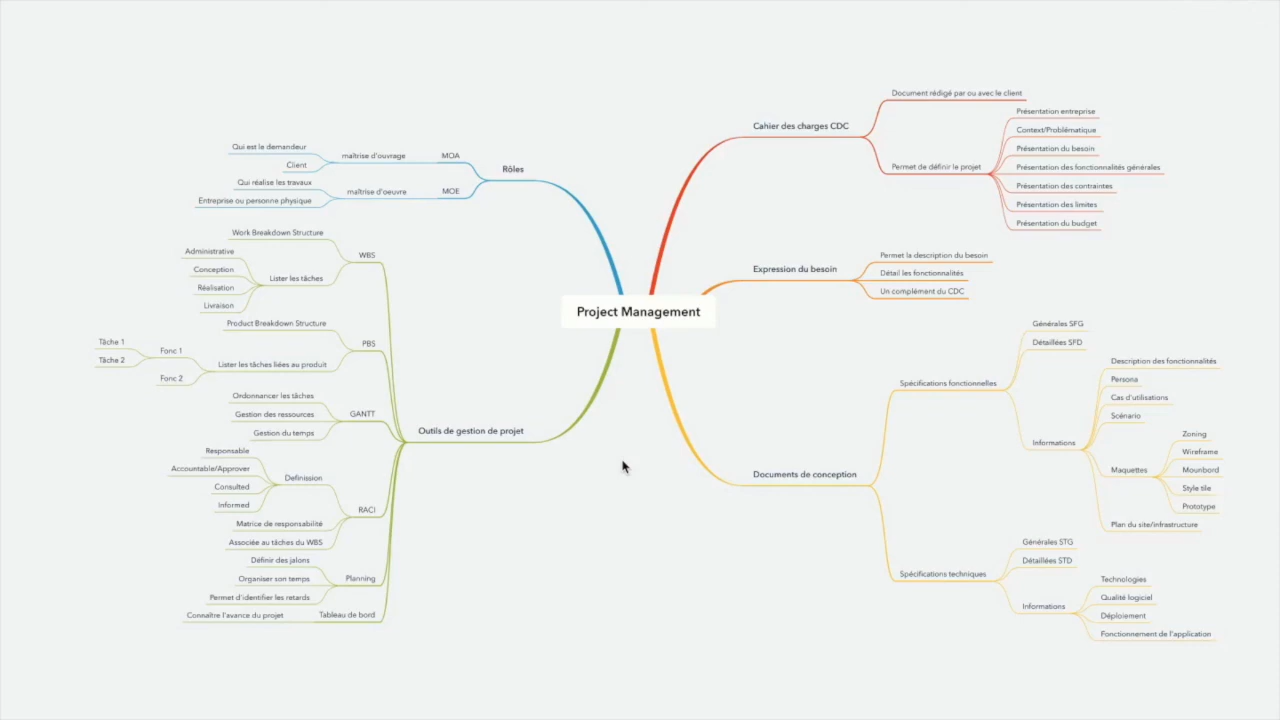 Project Management
Cahier des charges CDC
Document rédigé par ou avec le client
Permet de définir le projet
Présentation entreprise
Context/Problématique
Présentation du besoin
Présentation des fonctionnalités générales
Présentation des contraintes
Présentation des limites
Présentation du budget
Expression du besoin
Permet la description du besoin
Détail les fonctionnalités
Un complèment du CDC
Documents de conception
Spécifications fonctionnelles
Générales SFG
Détaillées SFD
Informations
Description des fonctionnalités
Persona
Cas d'utilisations
Scénario
Maquettes
Zoning
Wireframe
Mounbord
Style tile
Prototype
Plan du site/infrastructure
Spécifications techniques
Générales STG
Détaillées STD
Informations
Technologies
Qualité logiciel
Déploiement
Fonctionnement de l'application
Rôles
MOA
maîtrise d'ouvrage
Qui est le demandeur
Client
MOE
maîtrise d'oeuvre
Qui réalise les travaux
Entreprise ou personne physique
Outils de gestion de projet
WBS
Work Breakdown Structure
Lister les tâches
Administrative
Conception
Réalisation
Livraison
PBS
Product Breakdown Structure
Lister les tâches liées au produit
Fonc 1
Tâche 1
Tâche 2
Fonc 2
GANTT
Ordonnancer les tâches
Gestion des ressources
Gestion du temps
RACI
Definission
Responsable
Accountable/Approver
Consulted
Informed
Matrice de responsabilité
Associée au tâches du WBS
Planning
Définir des jalons
Organiser son temps
Permet d'identifier les retards
Tableau de bord
Connaître l'avance du projet